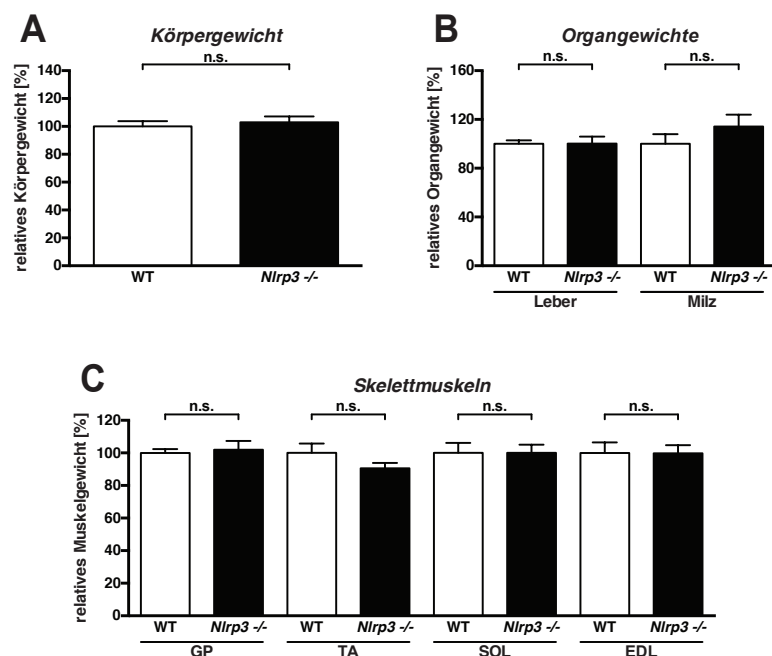 A
Körpergewicht
n.s.
relatives Körpergewicht [%]
140
120
100
80
60
40
20
0
WT
Nlrp3 -/-
B
Organgewichte
n.s.
n.s.
relatives Organgewicht [%]
160
120
80
40
0
WT
Nlrp3 -/-
WT
Nlrp3 -/-
Leber
Milz
C
Skelettmuskeln
n.s.
n.s.
n.s.
n.s.
relatives Muskelgewicht [%]
120
100
80
60
40
20
0
WT
Nlrp3 -/-
WT
Nlrp3 -/-
WT
Nlrp3 -/-
WT
Nlrp3 -/-
GP
TA
SOL
EDL